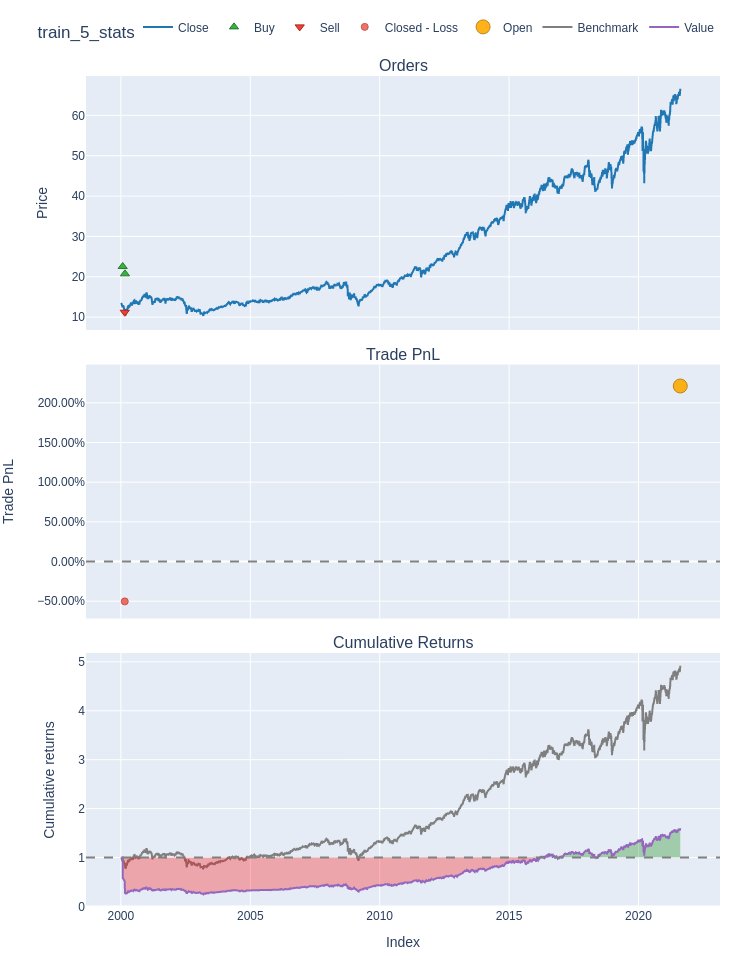 train_5_stats
Close
Buy
Sell
Closed - Loss
Open
Benchmark
Value
Orders
Price
60
50
40
30
20
10
Trade PnL
Trade PnL
200.00%
150.00%
100.00%
50.00%
0.00%
−50.00%
Cumulative Returns
Cumulative returns
5
4
3
2
1
0
2000
2005
2010
2015
2020
Index